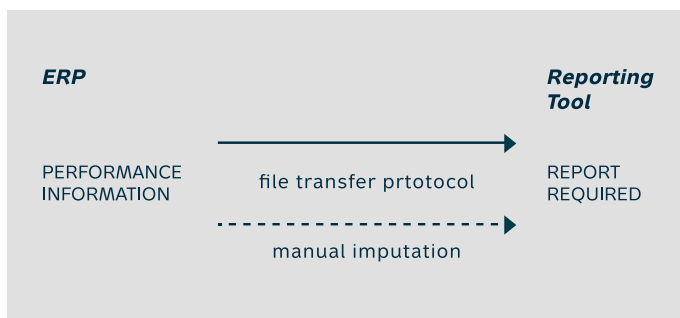 ERP
Reporting
Tool
PERFORMANCE
INFORMATION
file transfer prtotocol
manual imputation
REPORT
REQUIRED